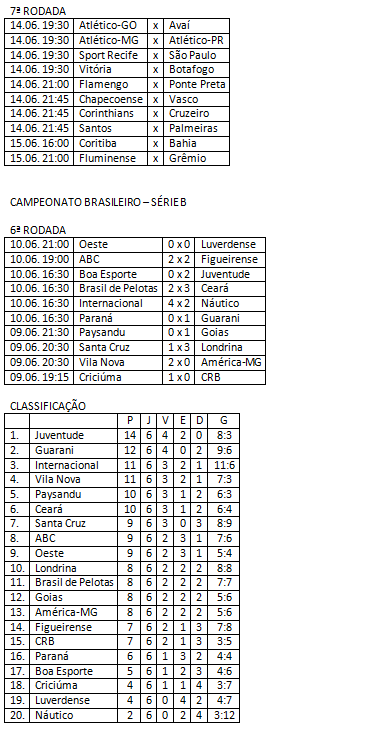 7ª RODADA
14.06. 19:30 Atlético-GO x Avaí
14.06. 19:30 Atlético-MG x Atlético-PR
14.06. 19:30 Sport Recife x São Paulo
14.06. 19:30 Vitória x Botafogo
14.06. 21:00 Flamengo x Ponte Preta
14.06. 21:45 Chapecoense x Vasco
14.06. 21:45 Corinthians x Cruzeiro
14.06. 21:45 Santos x Palmeiras
15.06. 16:00 Coritiba x Bahia
15.06. 21:00 Fluminense x Grêmio
CAMPEONATO BRASILEIRO – SÉRIE B
6ª RODADA
10.06. 21:00 Oeste 0 x 0 Luverdense
10.06. 19:00 ABC 2 x 2 Figueirense
10.06. 16:30 Boa Esporte 0 x 2 Juventude
10.06. 16:30 Brasil de Pelotas 2 x 3 Ceará
10.06. 16:30 Internacional 4 x 2 Náutico
10.06. 16:30 Paraná 0 x 1 Guarani
09.06. 21:30 Paysandu 0 x 1 Goias
09.06. 20:30 Santa Cruz 1 x 3 Londrina
09.06. 20:30 Vila Nova 2 x 0 América-MG
09.06. 19:15 Criciúma 1 x 0 CRB
CLASSIFICAÇÃO
P J V E D G
1. Juventude 14 6 4 2 0 8:3
2. Guarani 12 6 4 0 2 9:6
3. Internacional 11 6 3 2 1 11:6
4. Vila Nova 11 6 3 2 1 7:3
5. Paysandu 10 6 3 1 2 6:3
6. Ceará 10 6 3 1 2 6:4
7. Santa Cruz 9 6 3 0 3 8:9
8. ABC 9 6 2 3 1 7:6
9. Oeste 9 6 2 3 1 5:4
10. Londrina 8 6 2 2 2 8:8
11. Brasil de Pelotas 8 6 2 2 2 7:7
12. Goias 8 6 2 2 2 5:6
13. América-MG 8 6 2 2 2 5:6
14. Figueirense 7 6 2 1 3 7:8
15. CRB 7 6 2 1 3 3:5
16. Paraná 6 6 1 3 2 4:4
17. Boa Esporte 5 6 1 2 3 4:6
18. Criciúma 4 6 1 1 4 3:7
19. Luverdense 4 6 0 4 2 4:7
20. Náutico 2 6 0 2 4 3:12